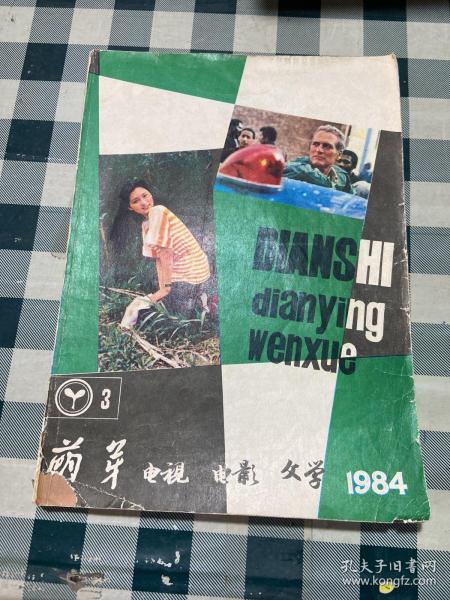 DIANSHI
dianying
wenxue
3
萌芽 电视 电影 文学 1984
孔夫子旧书网
www.kongfz.com